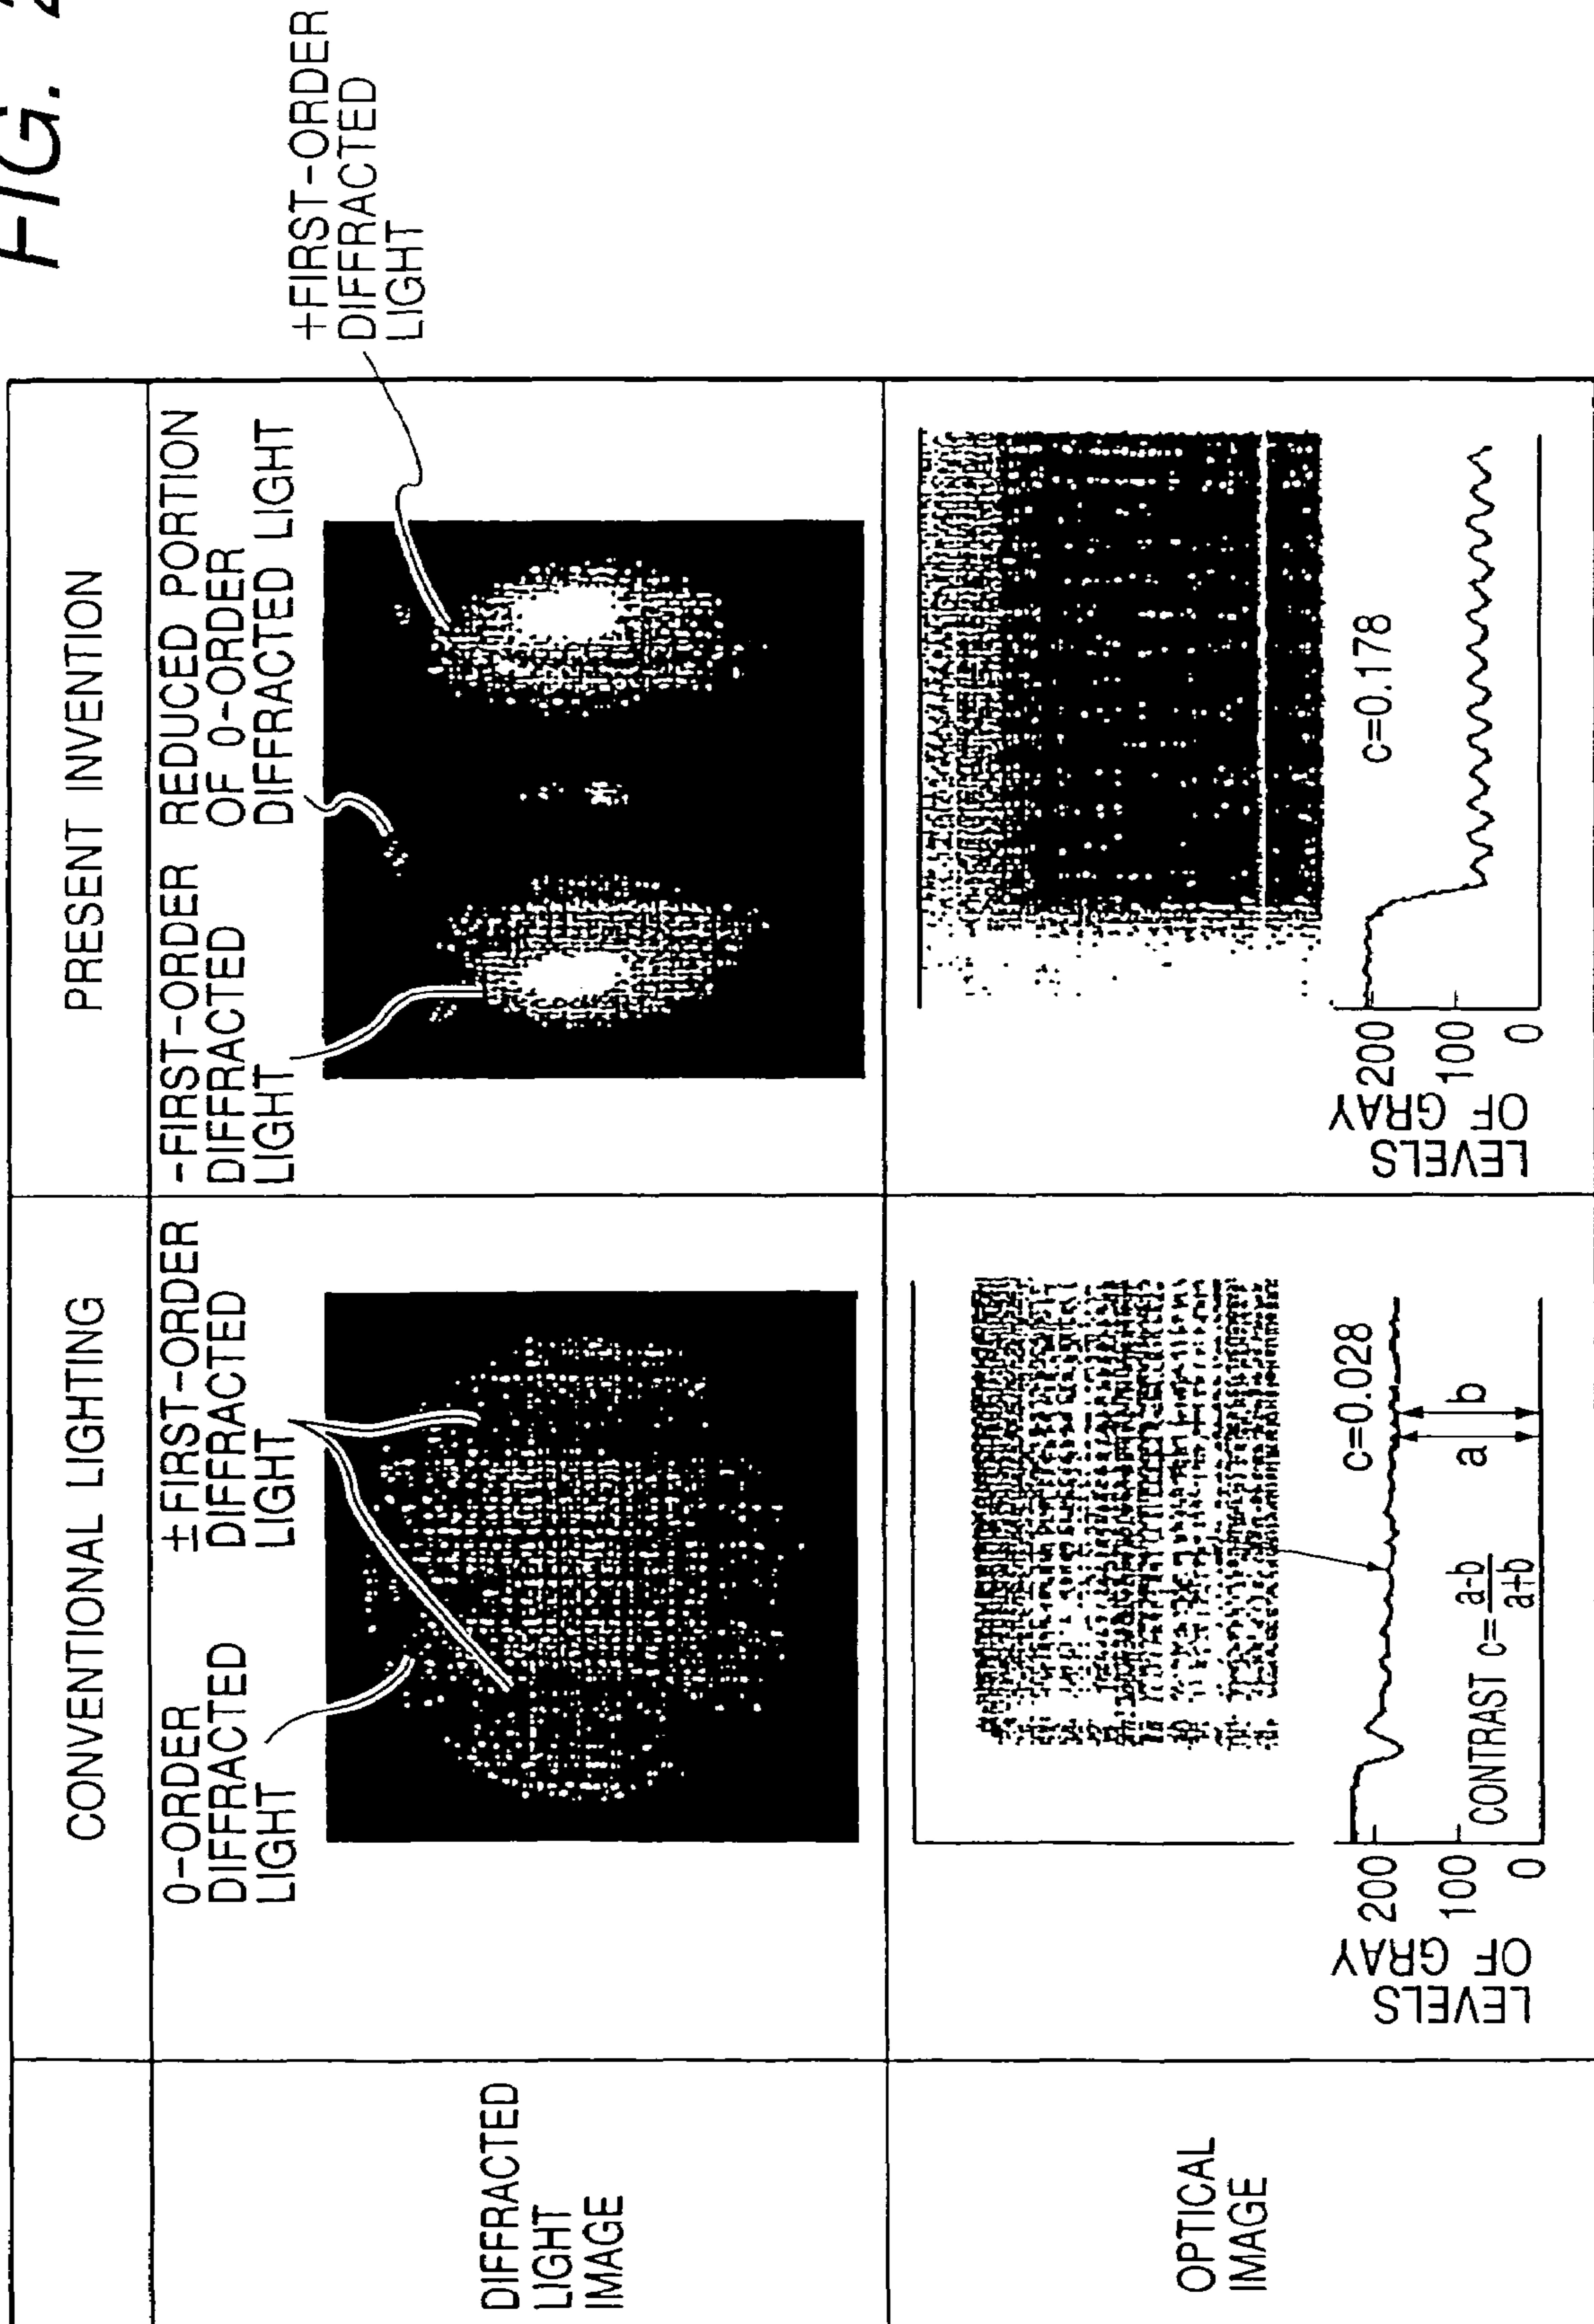 FIG. 2
CONVENTIONAL LIGHTING
PRESENT INVENTION
DIFFRACTED
LIGHT
IMAGE
0-ORDER
DIFFRACTED
LIGHT
±FIRST-ORDER
DIFFRACTED
LIGHT
-FIRST-ORDER
DIFFRACTED
LIGHT
REDUCED PORTION
OF 0-ORDER
DIFFRACTED LIGHT
+FIRST-ORDER
DIFFRACTED
LIGHT
OPTICAL
IMAGE
LEVELS
OF GRAY
200
100
0
c=0.028
CONTRAST c= a-b
a+b
a
b
LEVELS
OF GRAY
200
100
0
c=0.178